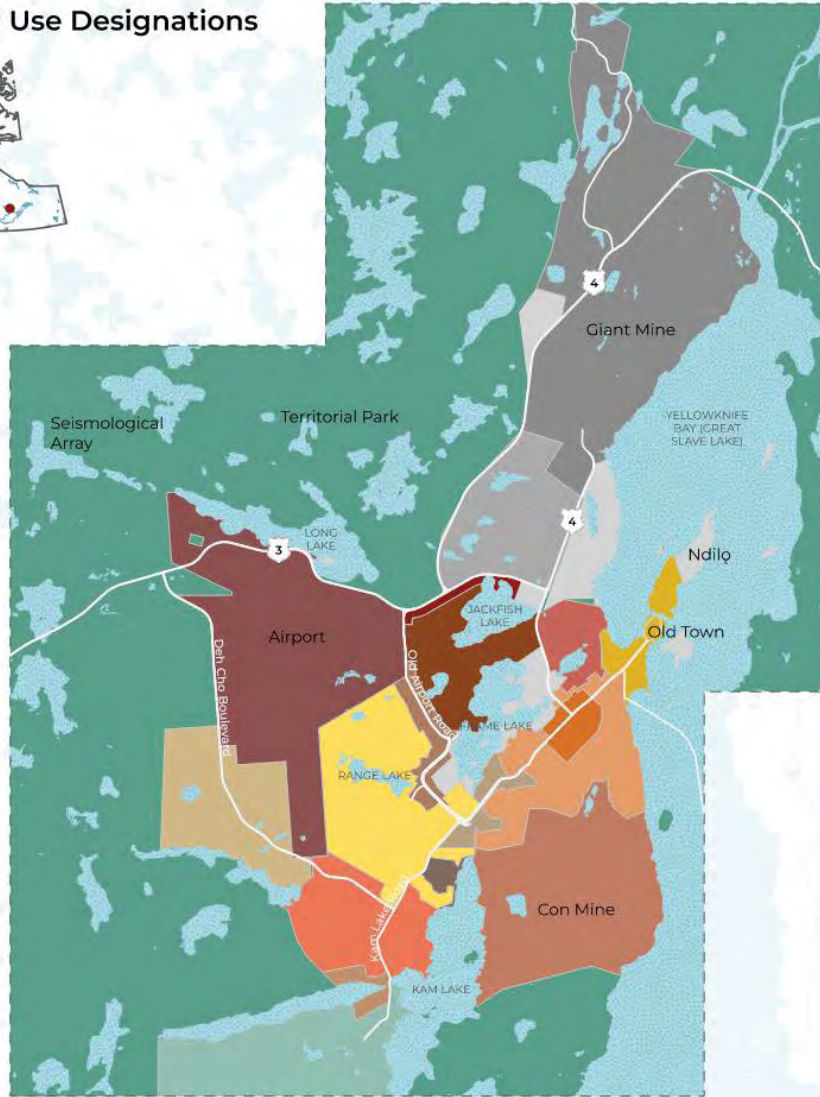 Use Designations
4
Giant Mine
YELLOWKNIFE
BAY (GREAT
SLAVE LAKE)
Seismological
Array
Territorial Park
4
LONG
LAKE
3
Ndilǫ
JACKFISH
LAKE
Old Town
Airport
Deh Cho Boulevard
Old Airport Road
FRAME LAKE
RANGE LAKE
Kam Lake Road
Con Mine
KAM LAKE